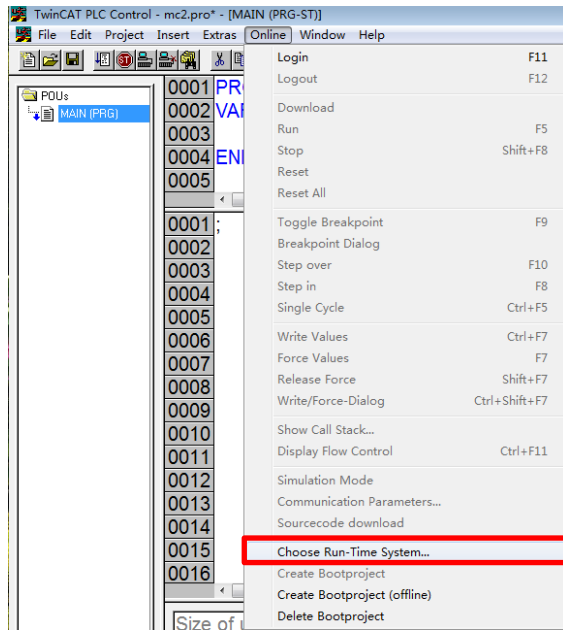 TwinCAT PLC Control - mc2.pro* - [MAIN (PRG-ST)]
File Edit Project Insert Extras Online Window Help
POUs
MAIN (PRG)
0001 PR
0002 VA
0003
0004 EN
0005
0001 ;
0002
0003
0004
0005
0006
0007
0008
0009
0010
0011
0012
0013
0014
0015
0016
Size of
Login F11
Logout F12
Download
Run F5
Stop Shift+F8
Reset
Reset All
Toggle Breakpoint F9
Breakpoint Dialog
Step over F10
Step in F8
Single Cycle Ctrl+F5
Write Values Ctrl+F7
Force Values F7
Release Force Shift+F7
Write/Force-Dialog Ctrl+Shift+F7
Show Call Stack...
Display Flow Control Ctrl+F11
Simulation Mode
Communication Parameters...
Sourcecode download
Choose Run-Time System...
Create Bootproject
Create Bootproject (offline)
Delete Bootproject